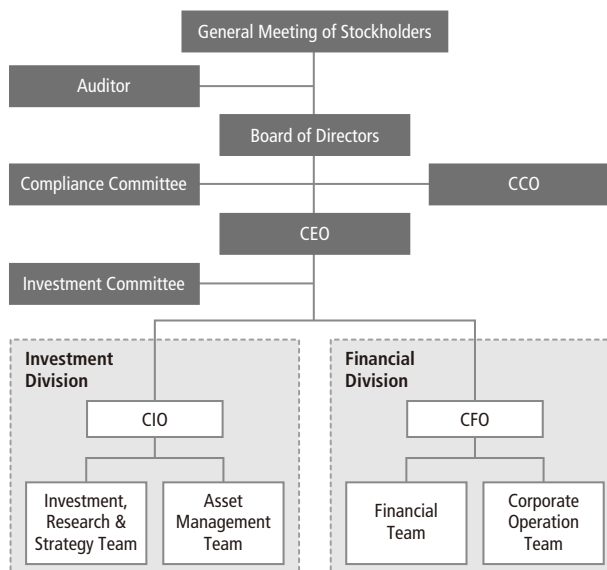 General Meeting of Stockholders
Auditor
Board of Directors
Compliance Committee
CCO
CEO
Investment Committee
Investment
Division
Financial
Division
CIO
CFO
Investment,
Research &
Strategy Team
Asset
Management
Team
Financial
Team
Corporate
Operation
Team